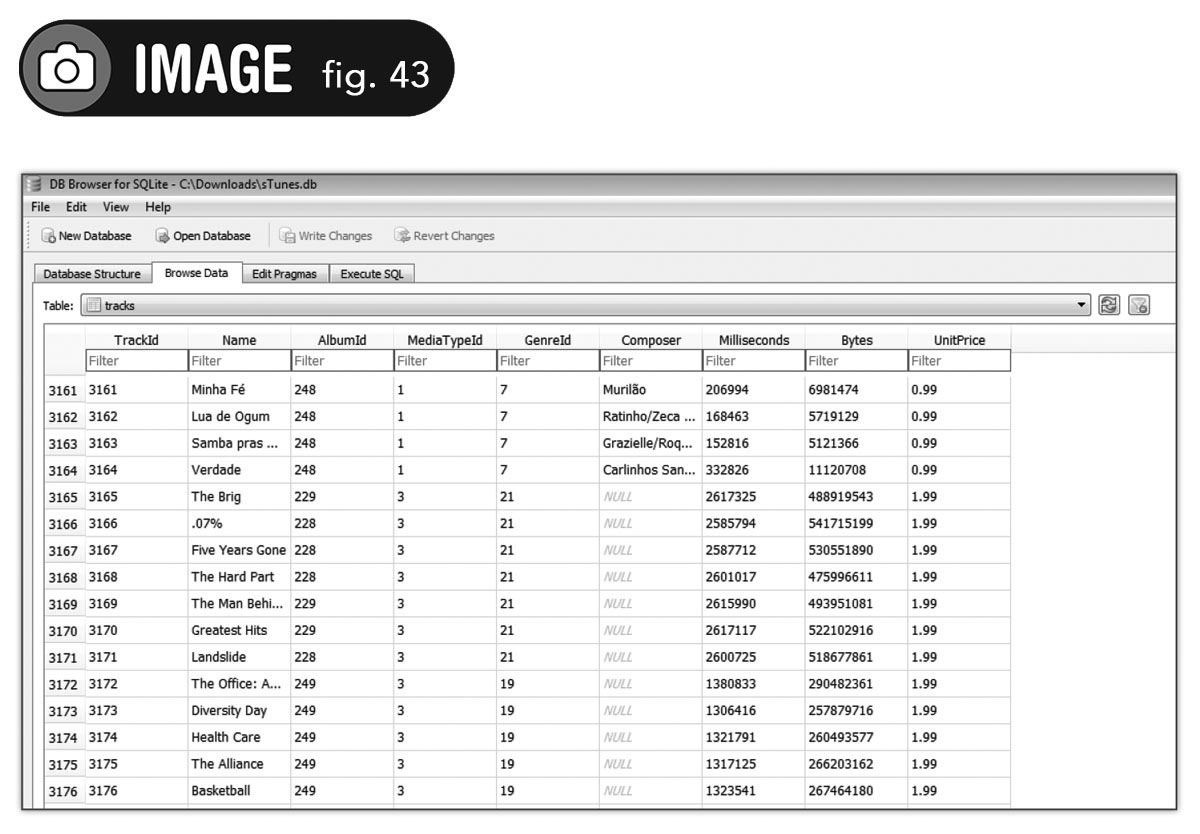 IMAGE fig. 43
DB Browser for SQLite - C:\Downloads\sTunes.db
File Edit View Help
New Database Open Database Write Changes Revert Changes
Database Structure Browse Data Edit Pragmas Execute SQL
Table: tracks
TrackId Name AlbumId MediaTypeId GenreId Composer Milliseconds Bytes UnitPrice
Filter Filter Filter Filter Filter Filter Filter Filter Filter
3161 3161 Minha Fé 248 1 7 Murilão 206994 6981474 0.99
3162 3162 Lua de Ogum 248 1 7 Ratinho/Zeca ... 168463 5719129 0.99
3163 3163 Samba pras ... 248 1 7 Grazielle/Roq... 152816 5121366 0.99
3164 3164 Verdade 248 1 7 Carlinhos San... 332826 11120708 0.99
3165 3165 The Brig 229 3 21 NULL 2617325 488919543 1.99
3166 3166 .07% 228 3 21 NULL 2585794 541715199 1.99
3167 3167 Five Years Gone 228 3 21 NULL 2587712 530551890 1.99
3168 3168 The Hard Part 228 3 21 NULL 2601017 475996611 1.99
3169 3169 The Man Behi... 229 3 21 NULL 2615990 493951081 1.99
3170 3170 Greatest Hits 229 3 21 NULL 2617117 522102916 1.99
3171 3171 Landslide 228 3 21 NULL 2600725 518677861 1.99
3172 3172 The Office: A... 249 3 19 NULL 1380833 290482361 1.99
3173 3173 Diversity Day 249 3 19 NULL 1306416 257879716 1.99
3174 3174 Health Care 249 3 19 NULL 1321791 260493577 1.99
3175 3175 The Alliance 249 3 19 NULL 1317125 266203162 1.99
3176 3176 Basketball 249 3 19 NULL 1323541 267464180 1.99